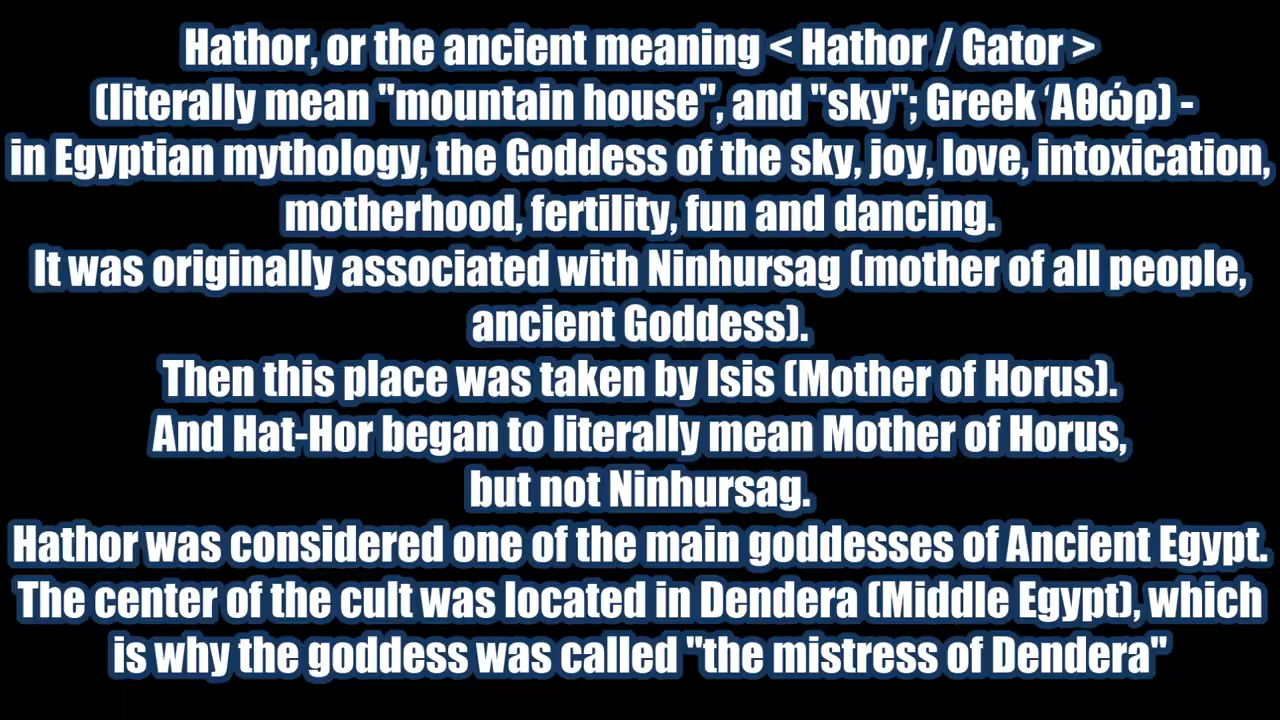 Hathor, or the ancient meaning < Hathor / Gator >
(literally mean "mountain house", and "sky"; Greek ‘Αθώρ) -
in Egyptian mythology, the Goddess of the sky, joy, love, intoxication,
motherhood, fertility, fun and dancing.
It was originally associated with Ninhursag (mother of all people,
ancient Goddess).
Then this place was taken by Isis (Mother of Horus).
And Hat-Hor began to literally mean Mother of Horus,
but not Ninhursag.
Hathor was considered one of the main goddesses of Ancient Egypt.
The center of the cult was located in Dendera (Middle Egypt), which
is why the goddess was called "the mistress of Dendera"